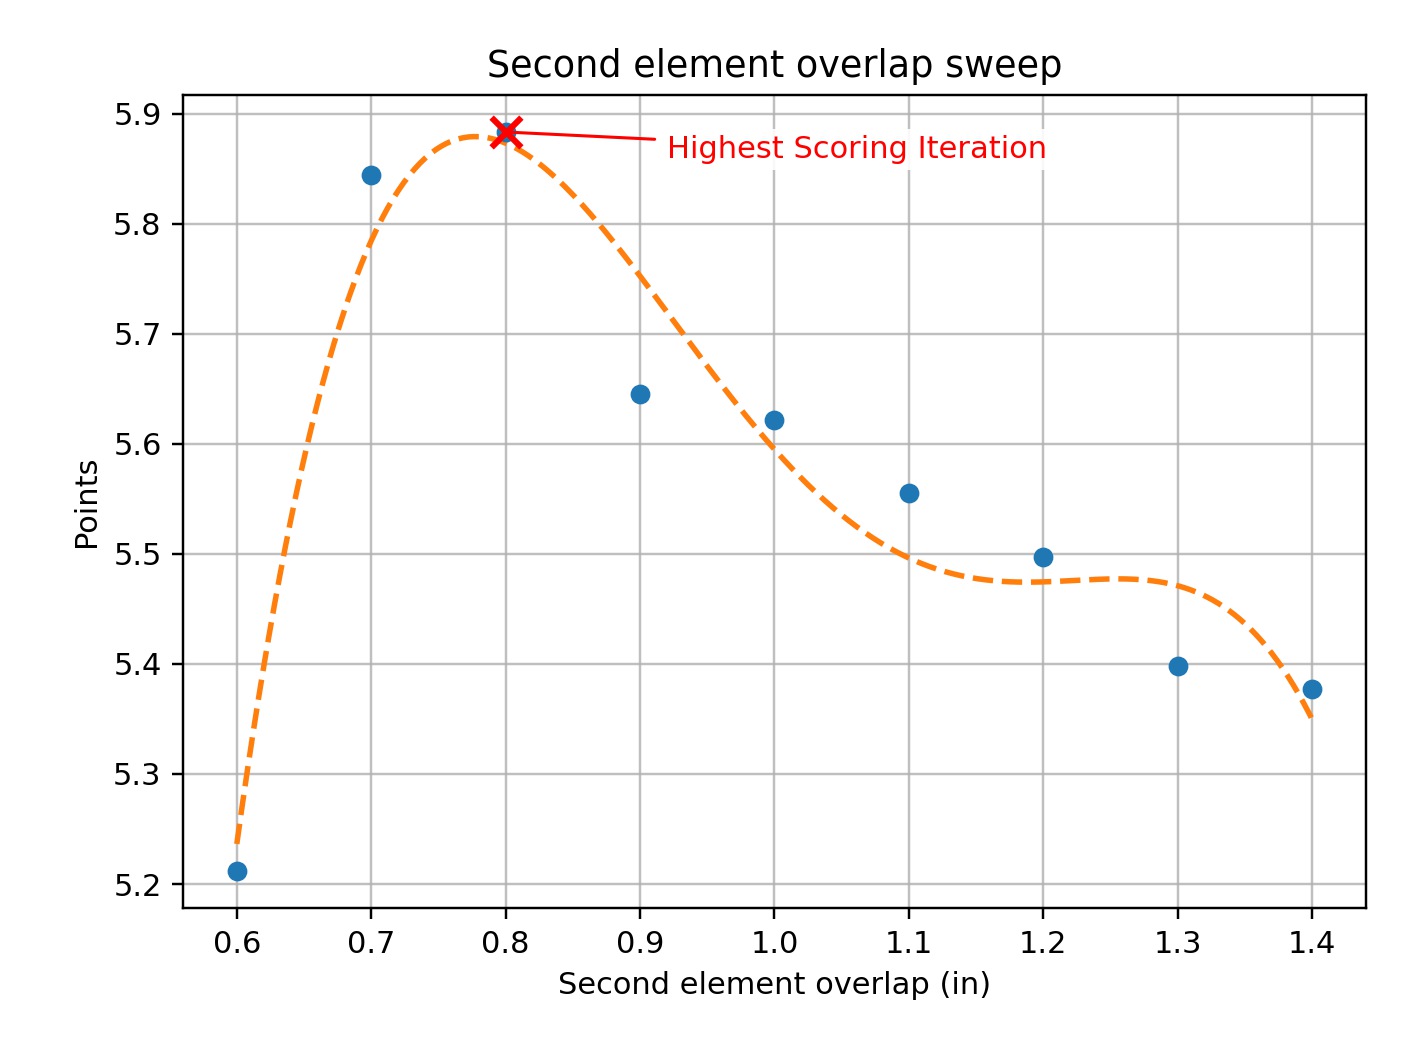 Second element overlap sweep
5.9
Highest Scoring Iteration
5.8
5.7
5.6
5.5
5.4
5.3
5.2
Points
0.6 0.7 0.8 0.9 1.0 1.1 1.2 1.3 1.4
Second element overlap (in)